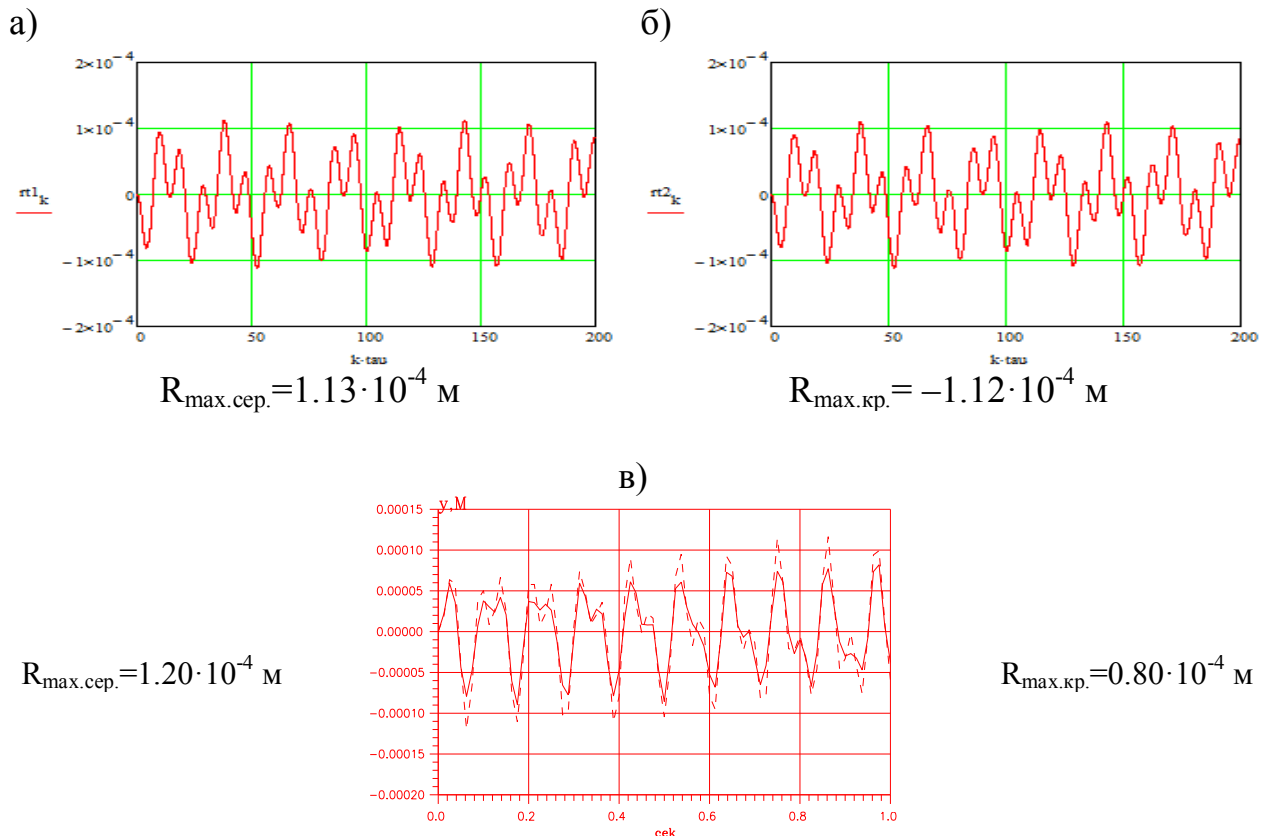 а)
б)
2×10⁻⁴
1×10⁻⁴
0
−1×10⁻⁴
−2×10⁻⁴
rt1ₖ
0 50 100 150 200
k·tau
2×10⁻⁴
1×10⁻⁴
0
−1×10⁻⁴
−2×10⁻⁴
rt2ₖ
0 50 100 150 200
k·tau
Rmax.сер.=1.13·10⁻⁴ м
Rmax.кр.= –1.12·10⁻⁴ м
в)
y,М
0.00015
0.00010
0.00005
0.00000
−0.00005
−0.00010
−0.00015
−0.00020
0.0 0.2 0.4 0.6 0.8 1.0
сек
Rmax.сер.=1.20·10⁻⁴ м
Rmax.кр.=0.80·10⁻⁴ м